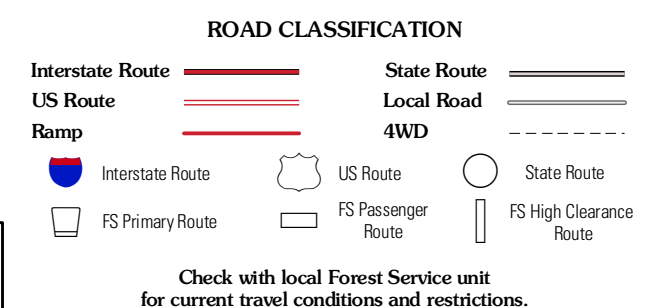 ROAD CLASSIFICATION
Interstate Route
State Route
US Route
Local Road
Ramp
4WD
Interstate Route
US Route
State Route
FS Primary Route
FS Passenger
Route
FS High Clearance
Route
Check with local Forest Service unit
for current travel conditions and restrictions.